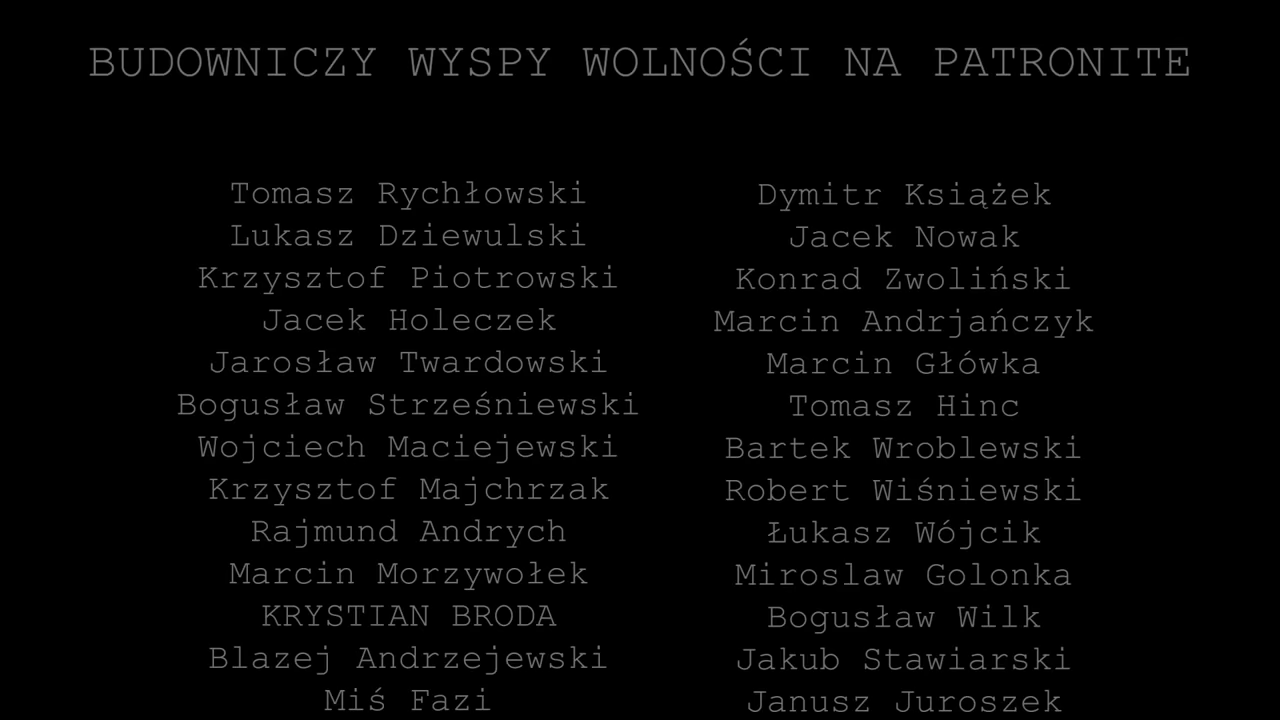 BUDOWNICZY WYSPY WOLNOŚCI NA PATRONITE
Tomasz Rychłowski
Lukasz Dziewulski
Krzysztof Piotrowski
Jacek Holeczek
Jarosław Twardowski
Bogusław Strześniewski
Wojciech Maciejewski
Krzysztof Majchrzak
Rajmund Andrych
Marcin Morzywołek
KRYSTIAN BRODA
Blazej Andrzejewski
Miś Fazi
Dymitr Książek
Jacek Nowak
Konrad Zwoliński
Marcin Andrjańczyk
Marcin Główka
Tomasz Hinc
Bartek Wroblewski
Robert Wiśniewski
Łukasz Wójcik
Miroslaw Golonka
Bogusław Wilk
Jakub Stawiarski
Janusz Juroszek